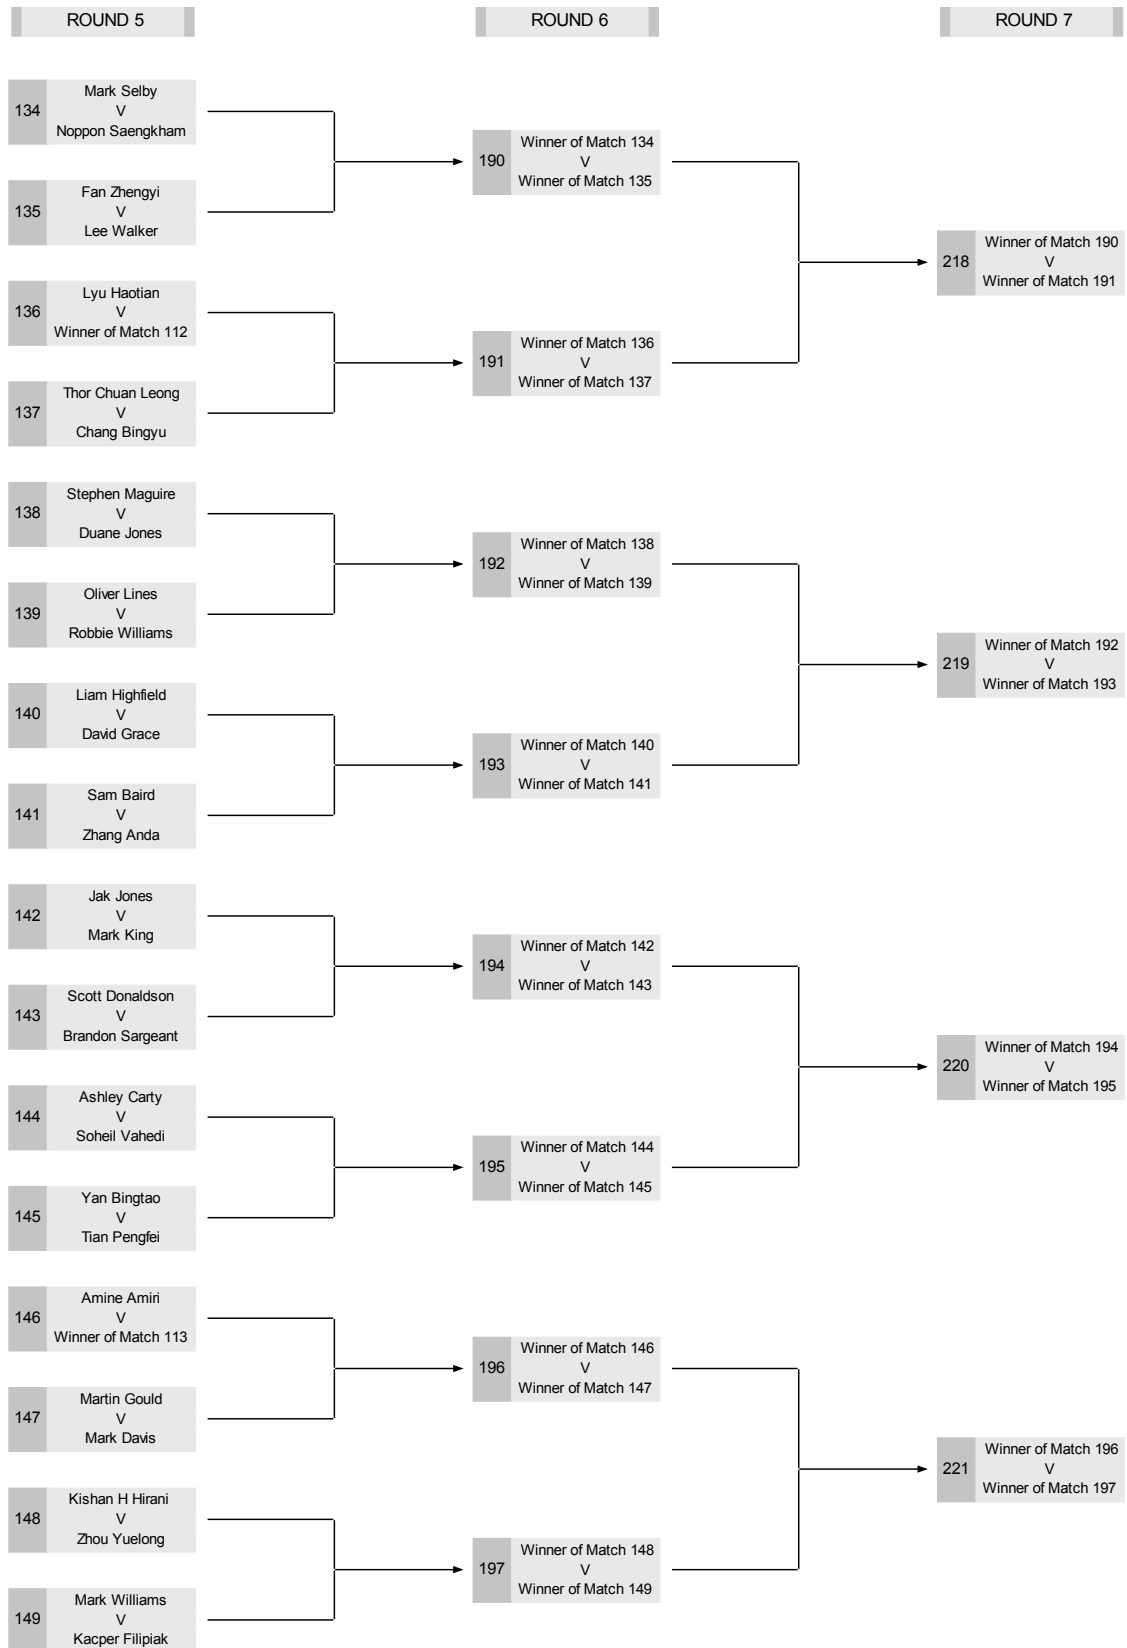 ROUND 5
ROUND 6
ROUND 7
134
Mark Selby
V
Noppon Saengkham
135
Fan Zhengyi
V
Lee Walker
136
Lyu Haotian
V
Winner of Match 112
137
Thor Chuan Leong
V
Chang Bingyu
138
Stephen Maguire
V
Duane Jones
139
Oliver Lines
V
Robbie Williams
140
Liam Highfield
V
David Grace
141
Sam Baird
V
Zhang Anda
142
Jak Jones
V
Mark King
143
Scott Donaldson
V
Brandon Sargeant
144
Ashley Carty
V
Soheil Vahedi
145
Yan Bingtao
V
Tian Pengfei
146
Amine Amiri
V
Winner of Match 113
147
Martin Gould
V
Mark Davis
148
Kishan H Hirani
V
Zhou Yuelong
149
Mark Williams
V
Kacper Filipiak
190
Winner of Match 134
V
Winner of Match 135
191
Winner of Match 136
V
Winner of Match 137
192
Winner of Match 138
V
Winner of Match 139
193
Winner of Match 140
V
Winner of Match 141
194
Winner of Match 142
V
Winner of Match 143
195
Winner of Match 144
V
Winner of Match 145
196
Winner of Match 146
V
Winner of Match 147
197
Winner of Match 148
V
Winner of Match 149
218
Winner of Match 190
V
Winner of Match 191
219
Winner of Match 192
V
Winner of Match 193
220
Winner of Match 194
V
Winner of Match 195
221
Winner of Match 196
V
Winner of Match 197